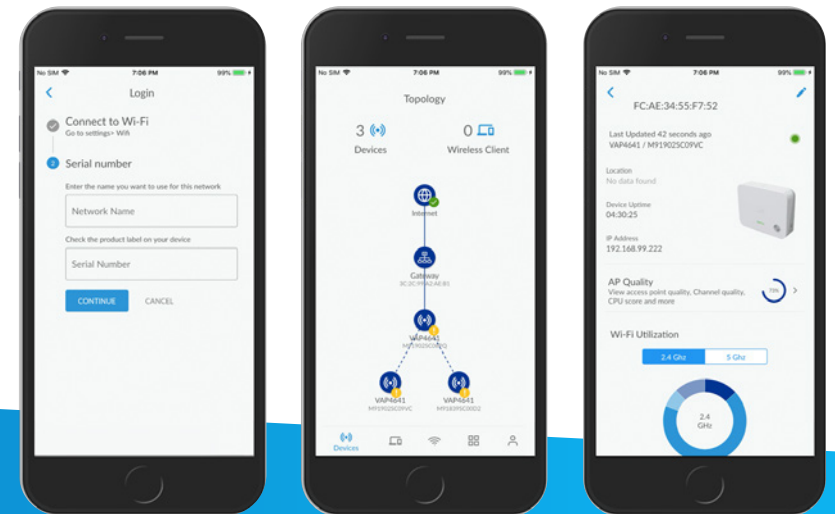 No SIM 7:06 PM 99%
Login
Connect to Wi-Fi
Go to settings> Wifi
2 Serial number
Enter the name you want to use for this network
Network Name
Check the product label on your device
Serial Number
CONTINUE CANCEL
No SIM 7:06 PM 99%
Topology
3 0
Devices Wireless Client
Internet
Gateway
VAP4641
VAP4641 VAP4641
M91902SC09VC M91839SC00D2
Devices
No SIM 7:06 PM 99%
FC:AE:34:55:F7:52
Last Updated 42 seconds ago
VAP4641 / M91902SC09VC
Location
No data found
Device Uptime
04:30:25
IP Address
192.168.99.222
AP Quality
View access point quality, Channel quality,
CPU score and more
73%
Wi-Fi Utilization
2.4 Ghz 5 Ghz
2.4
GHz